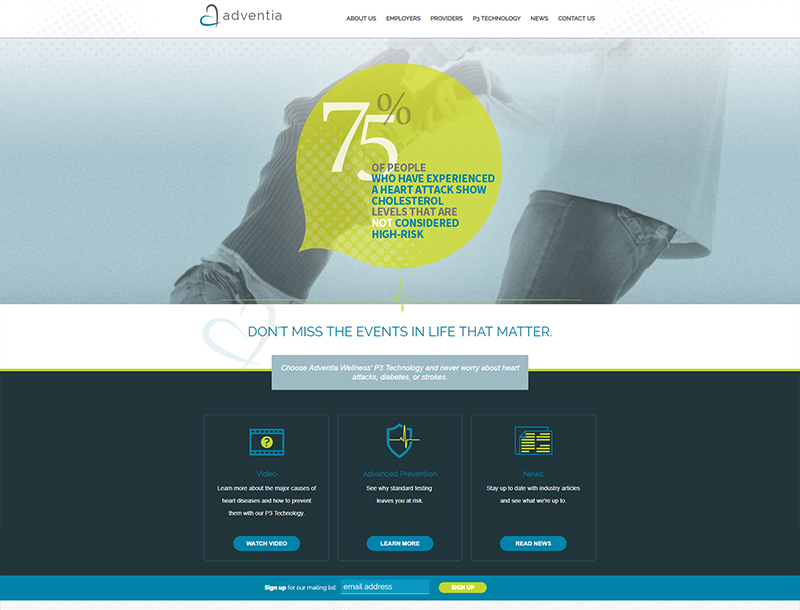 adventia
ABOUT US EMPLOYERS PROVIDERS P3 TECHNOLOGY NEWS CONTACT US
75%
OF PEOPLE
WHO HAVE EXPERIENCED
A HEART ATTACK SHOW
CHOLESTEROL
LEVELS THAT ARE
NOT CONSIDERED
HIGH-RISK
DON'T MISS THE EVENTS IN LIFE THAT MATTER.
Choose Adventia Wellness' P3 Technology and never worry about heart
attacks, diabetes, or strokes.
?
Video
Learn more about the major causes of
heart diseases and how to prevent
them with our P3 Technology.
WATCH VIDEO
Advanced Prevention
See why standard testing
leaves you at risk.
LEARN MORE
News
Stay up to date with industry articles
and see what we're up to.
READ NEWS
Sign up for our mailing list: email address SIGN UP